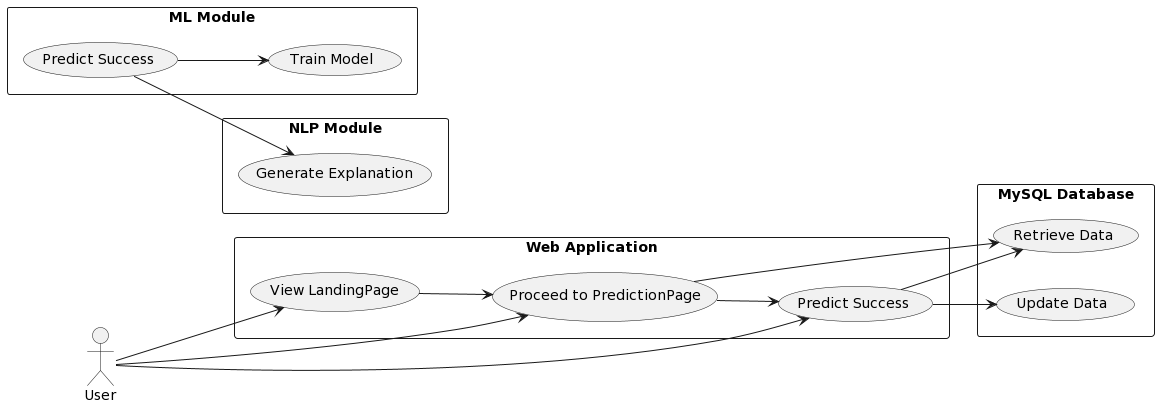 ML Module
Predict Success
Train Model
NLP Module
Generate Explanation
MySQL Database
Retrieve Data
Web Application
View LandingPage
Proceed to PredictionPage
Predict Success
Update Data
User